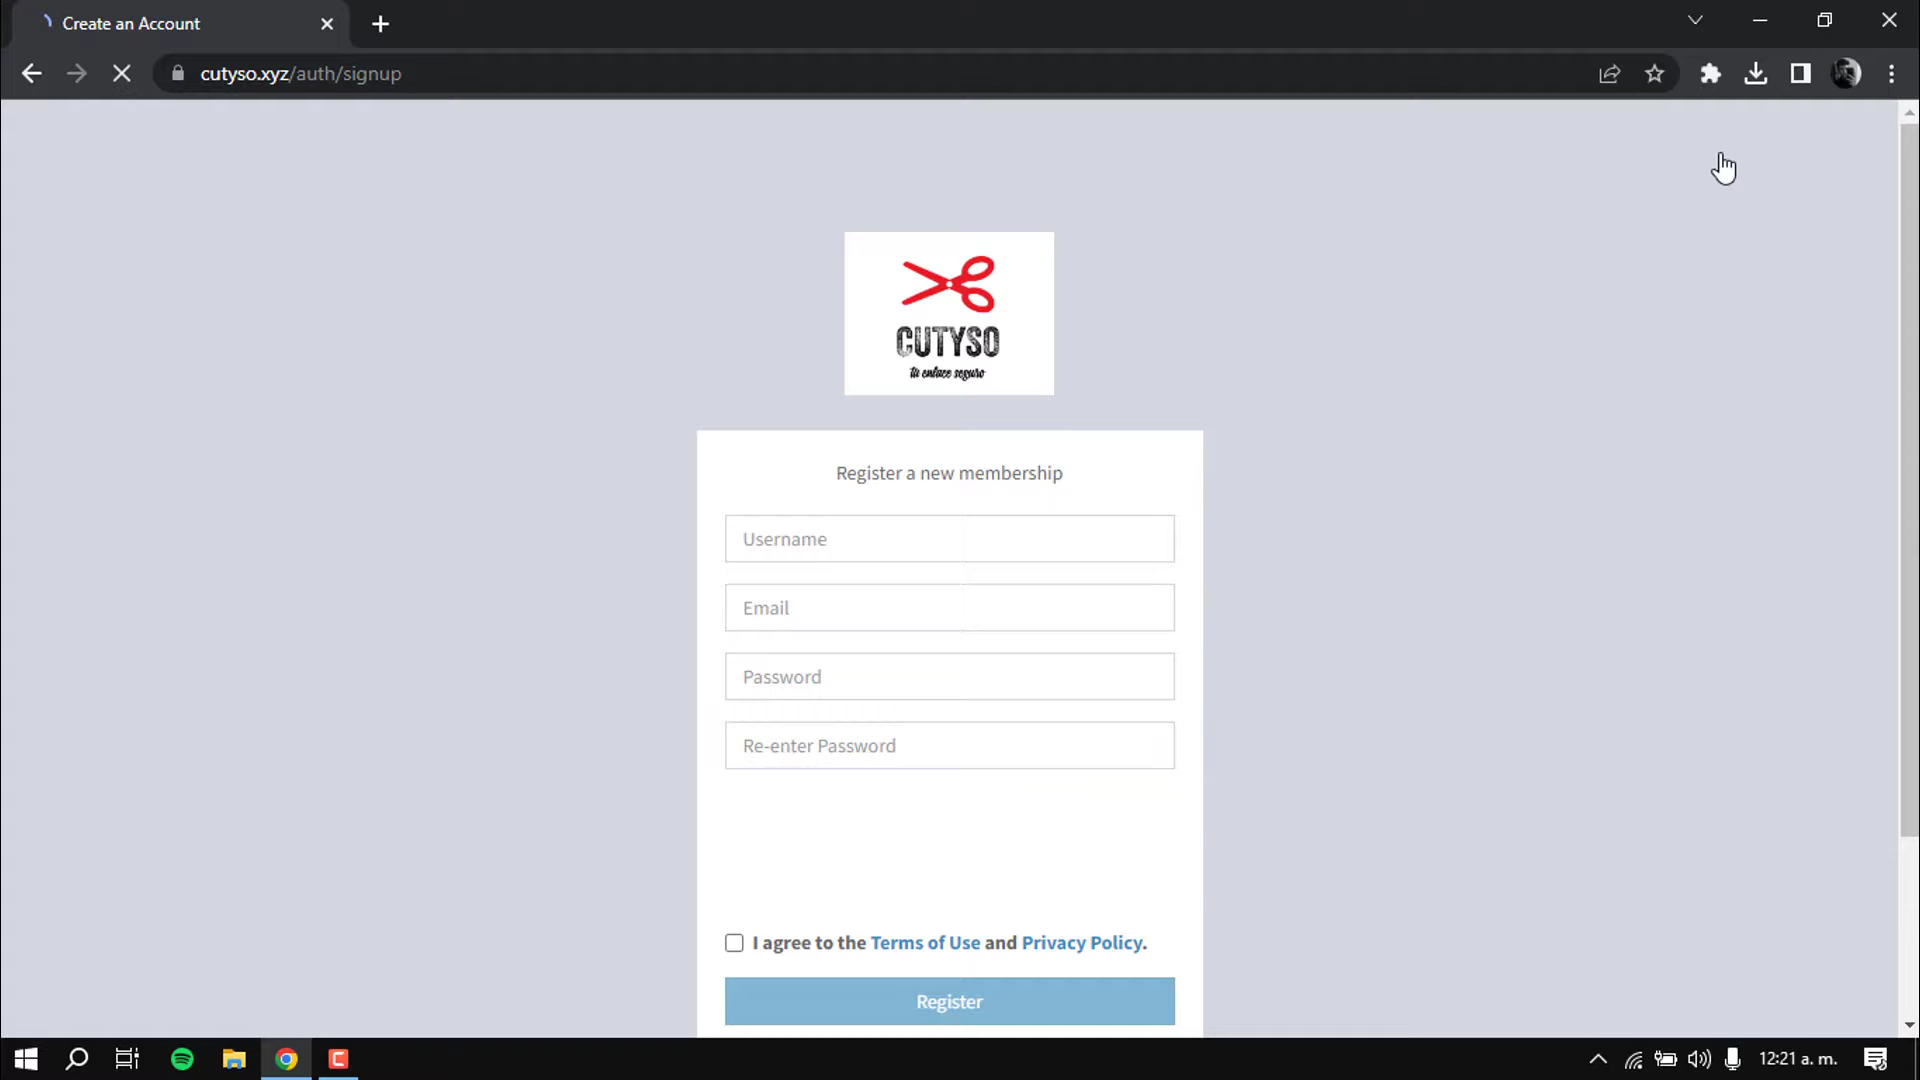 Create an Account
cutyso.xyz/auth/signup
CUTYSO
tu enlace seguro
Register a new membership
Username
Email
Password
Re-enter Password
I agree to the Terms of Use and Privacy Policy.
Register
12:21 a. m.